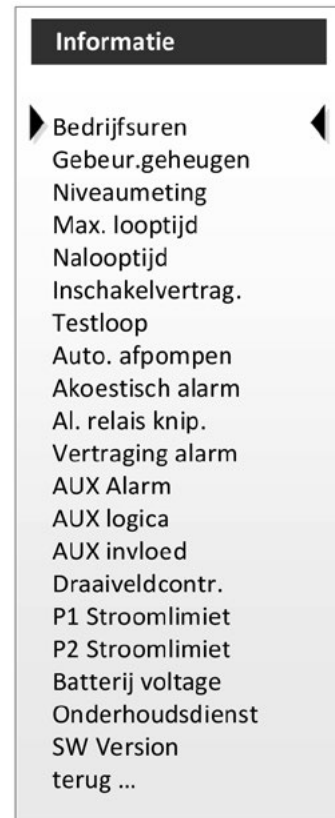 Informatie
Bedrijfsuren
Gebeur.geheugen
Niveaumeting
Max. looptijd
Nalooptijd
Inschakelvertrag.
Testloop
Auto. afpompen
Akoestisch alarm
Al. relais knip.
Vertraging alarm
AUX Alarm
AUX logica
AUX invloed
Draaiveldcontr.
P1 Stroomlimiet
P2 Stroomlimiet
Batterij voltage
Onderhoudsdienst
SW Version
terug ...